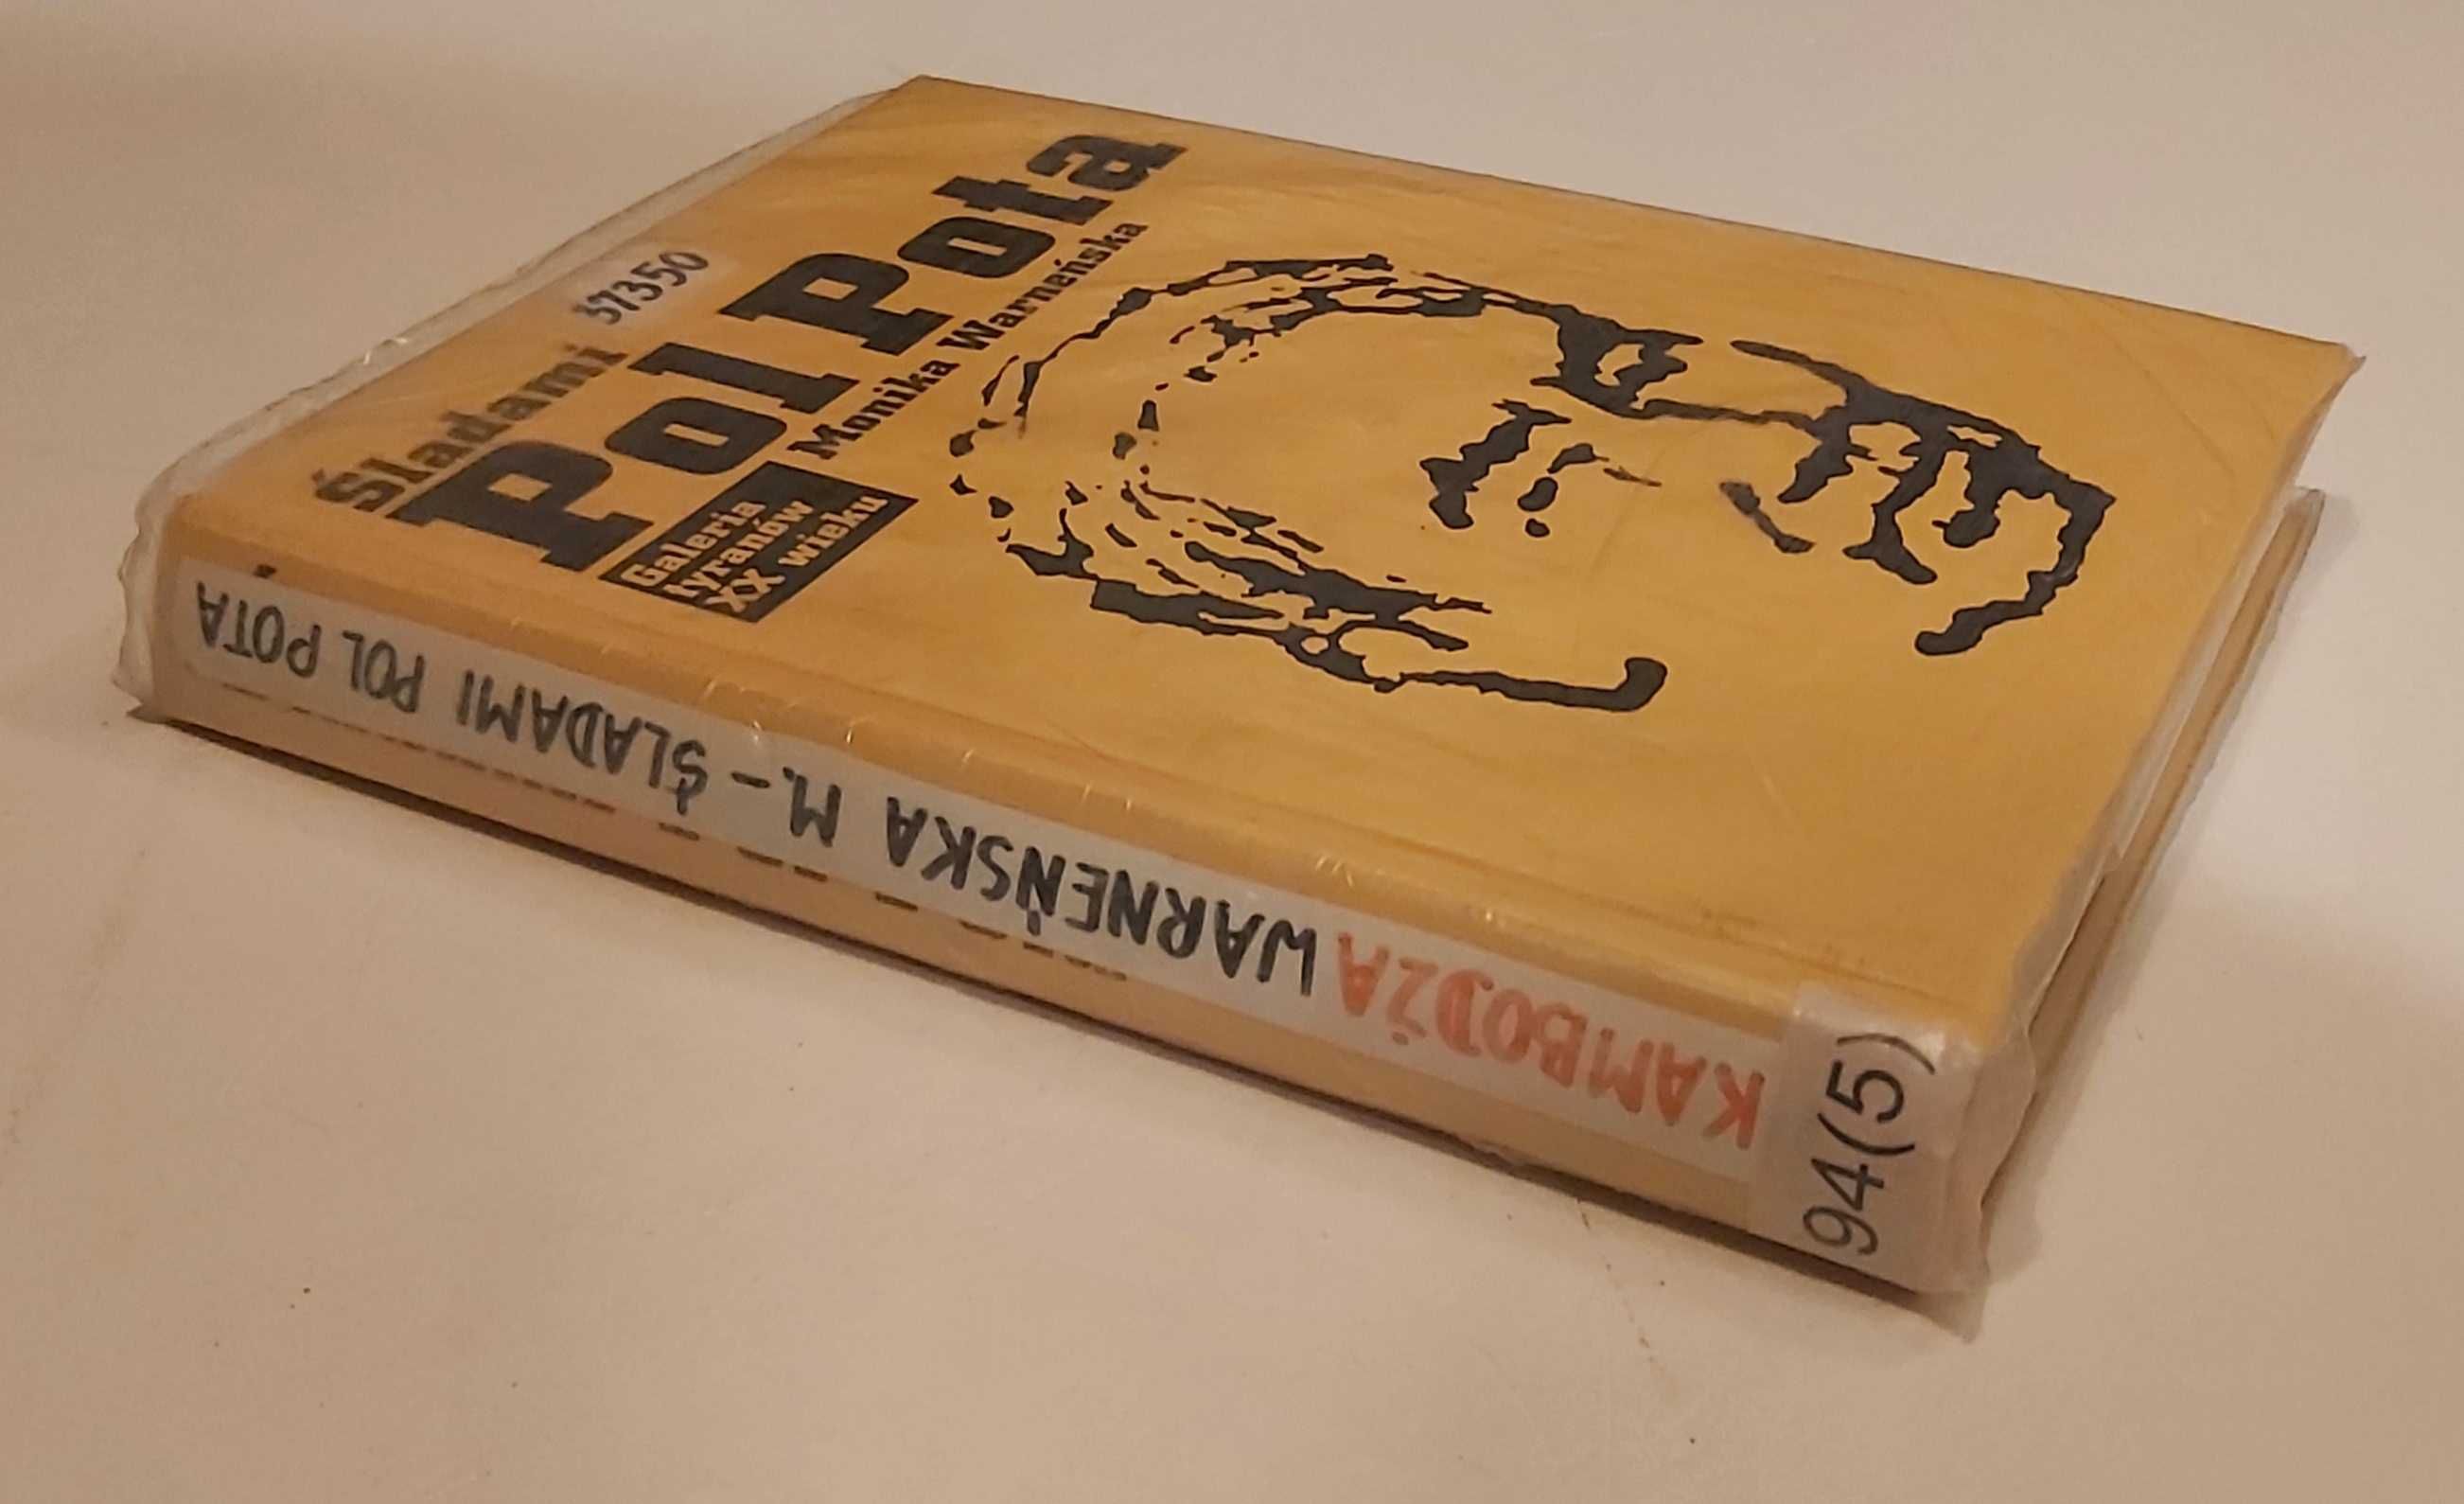 Śladami
37350
Pol Pota
Monika Warneńska
Galeria
tyranów
XX wieku
94(5)
KAMBODŻA WARNEŃSKA M. - ŚLADAMI POL POTA